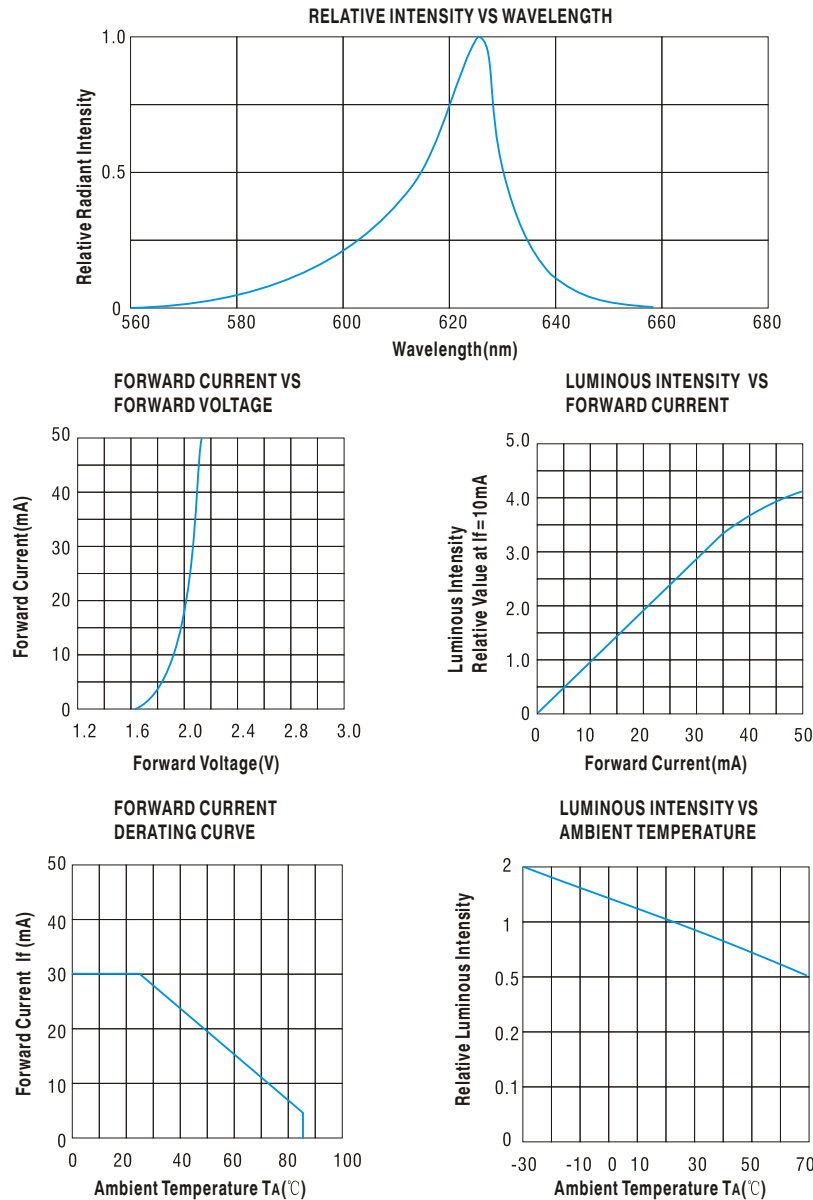 RELATIVE INTENSITY VS WAVELENGTH
Relative Radiant Intensity
1.0
0.5
0
560 580 600 620 640 660 680
Wavelength(nm)
FORWARD CURRENT VS
FORWARD VOLTAGE
Forward Current(mA)
50
40
30
20
10
0
1.2 1.6 2.0 2.4 2.8 3.0
Forward Voltage(V)
LUMINOUS INTENSITY VS
FORWARD CURRENT
Luminous Intensity
Relative Value at If=10mA
5.0
4.0
3.0
2.0
1.0
0
0 10 20 30 40 50
Forward Current(mA)
FORWARD CURRENT
DERATING CURVE
Forward Current If (mA)
50
40
30
20
10
0
0 20 40 60 80 100
Ambient Temperature TA(℃)
LUMINOUS INTENSITY VS
AMBIENT TEMPERATURE
Relative Luminous Intensity
2
1
0.5
0.2
0.1
0
-30 -10 0 10 30 50 70
Ambient Temperature TA(℃)